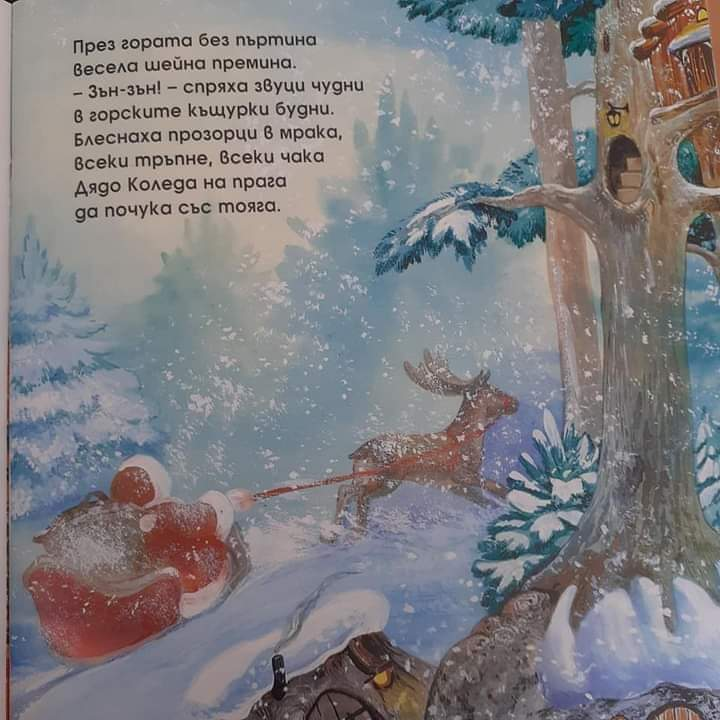 През гората без пъртина
весела шейна премина.
– Зън-зън! – спряха звуци чудни
в горските къщурки будни.
Блеснаха прозорци в мрака,
всеки тръпне, всеки чака
Дядо Коледа на прага
да почука със тояга.